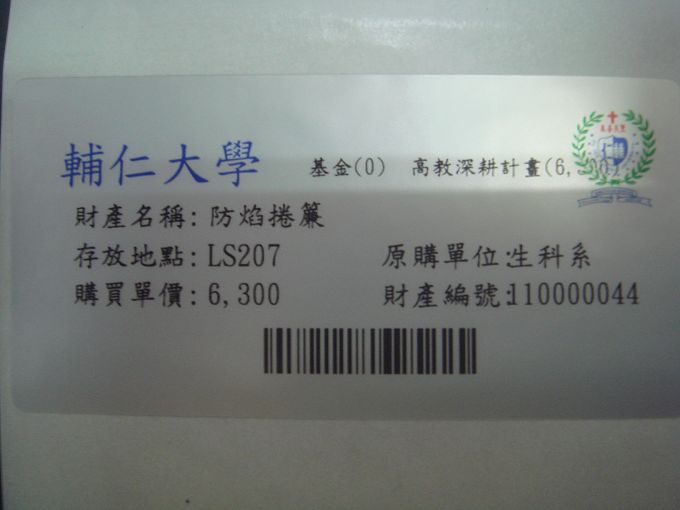 輔仁大學 基金(0) 高教深耕計畫(6,300)
財產名稱：防焰捲簾
存放地點：LS207 原購單位：生科系
購買單價：6,300 財產編號：110000044